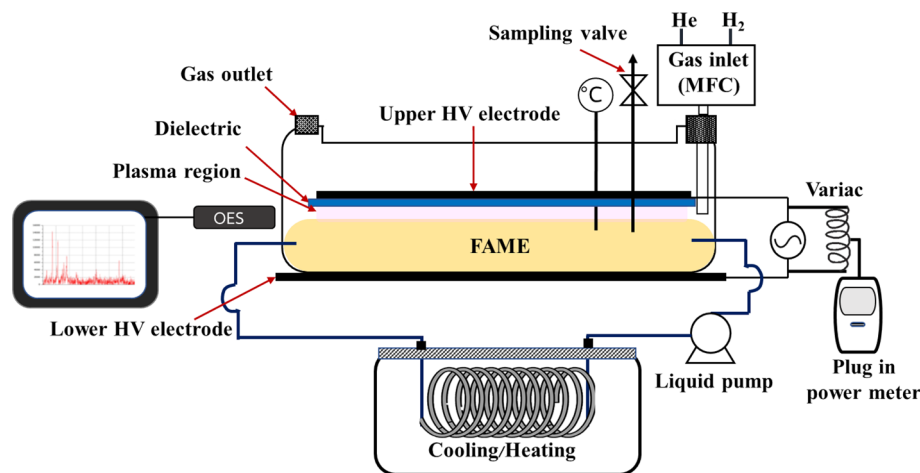 He
H₂
Sampling valve
Gas inlet
(MFC)
Gas outlet
°C
Upper HV electrode
Dielectric
Plasma region
Variac
OES
FAME
Lower HV electrode
Liquid pump
Plug in
power meter
Cooling/Heating